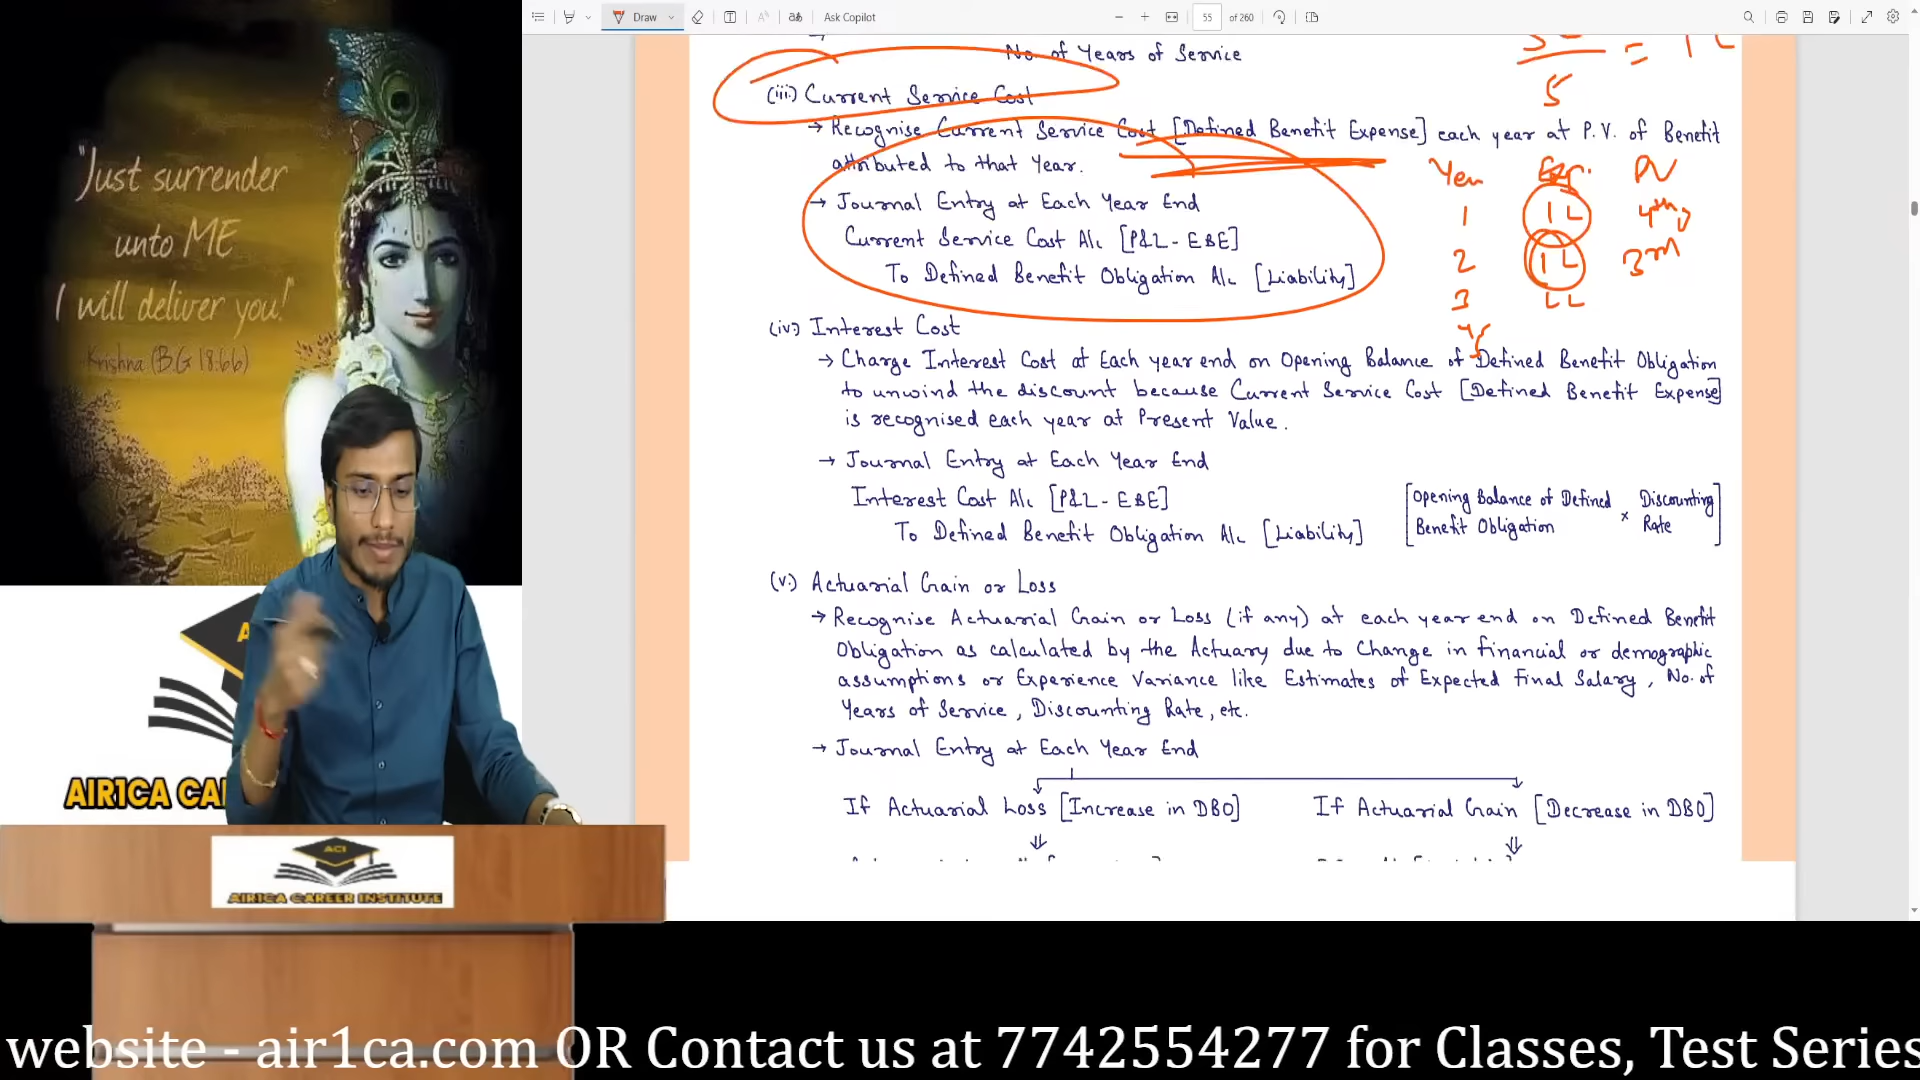 Draw
Ask Copilot
55 of 260
No. of Years of Service
5
= 1 L
(iii) Current Service Cost
→ Recognise Current Service Cost [Defined Benefit Expense] each year at P.V. of Benefit
attributed to that Year.
→ Journal Entry at Each Year End
Current Service Cost A/c [P&L - EBE]
To Defined Benefit Obligation A/c [Liability]
Year Exp. PV
1 1 L 4th y
2 1 L 3rd
3 1 L
(iv) Interest Cost
→ Charge Interest Cost at Each year end on Opening Balance of Defined Benefit Obligation
to unwind the discount because Current Service Cost [Defined Benefit Expense]
is recognised each year at Present Value.
→ Journal Entry at Each Year End
Interest Cost A/c [P&L - EBE]
To Defined Benefit Obligation A/c [Liability]
[Opening Balance of Defined Benefit Obligation × Discounting Rate]
(v.) Actuarial Gain or Loss
→ Recognise Actuarial Gain or Loss (if any) at each year end on Defined Benefit
Obligation as calculated by the Actuary due to Change in financial or demographic
assumptions or Experience Variance like Estimates of Expected Final Salary, No. of
Years of Service, Discounting Rate, etc.
→ Journal Entry at Each Year End
If Actuarial Loss [Increase in DBO]
If Actuarial Gain [Decrease in DBO]
"Just surrender
unto ME
I will deliver you!"
Krishna (B.G 18.66)
AIR1CA CA
ACI
AIR1CA CAREER INSTITUTE
website - air1ca.com OR Contact us at 7742554277 for Classes, Test Series